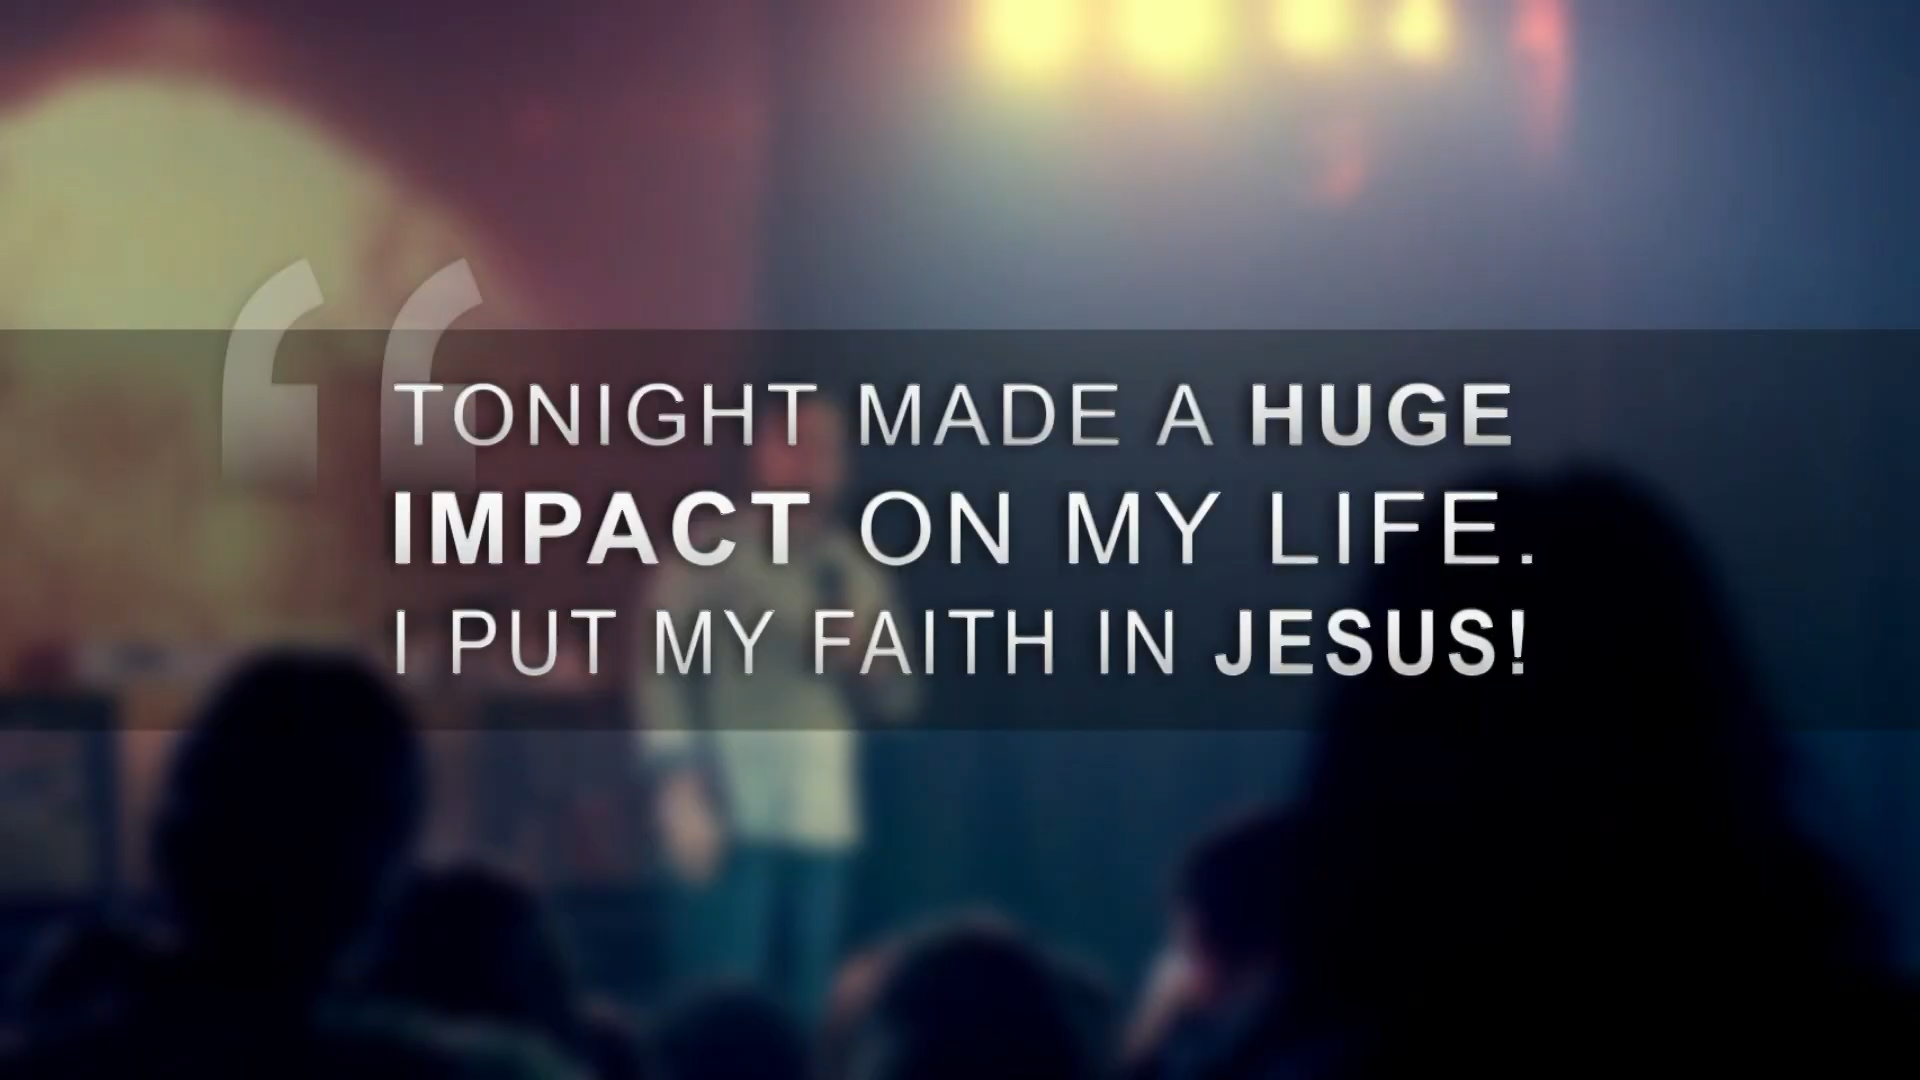 “
TONIGHT MADE A HUGE
IMPACT ON MY LIFE.
I PUT MY FAITH IN JESUS!